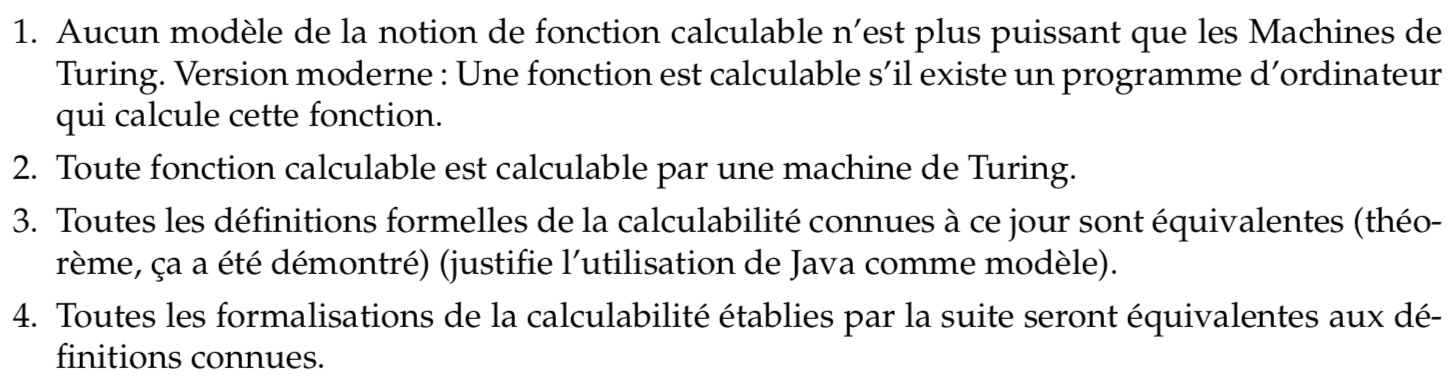 1. Aucun modèle de la notion de fonction calculable n’est plus puissant que les Machines de
Turing. Version moderne : Une fonction est calculable s’il existe un programme d’ordinateur
qui calcule cette fonction.
2. Toute fonction calculable est calculable par une machine de Turing.
3. Toutes les définitions formelles de la calculabilité connues à ce jour sont équivalentes (théo-
rème, ça a été démontré) (justifie l’utilisation de Java comme modèle).
4. Toutes les formalisations de la calculabilité établies par la suite seront équivalentes aux dé-
finitions connues.